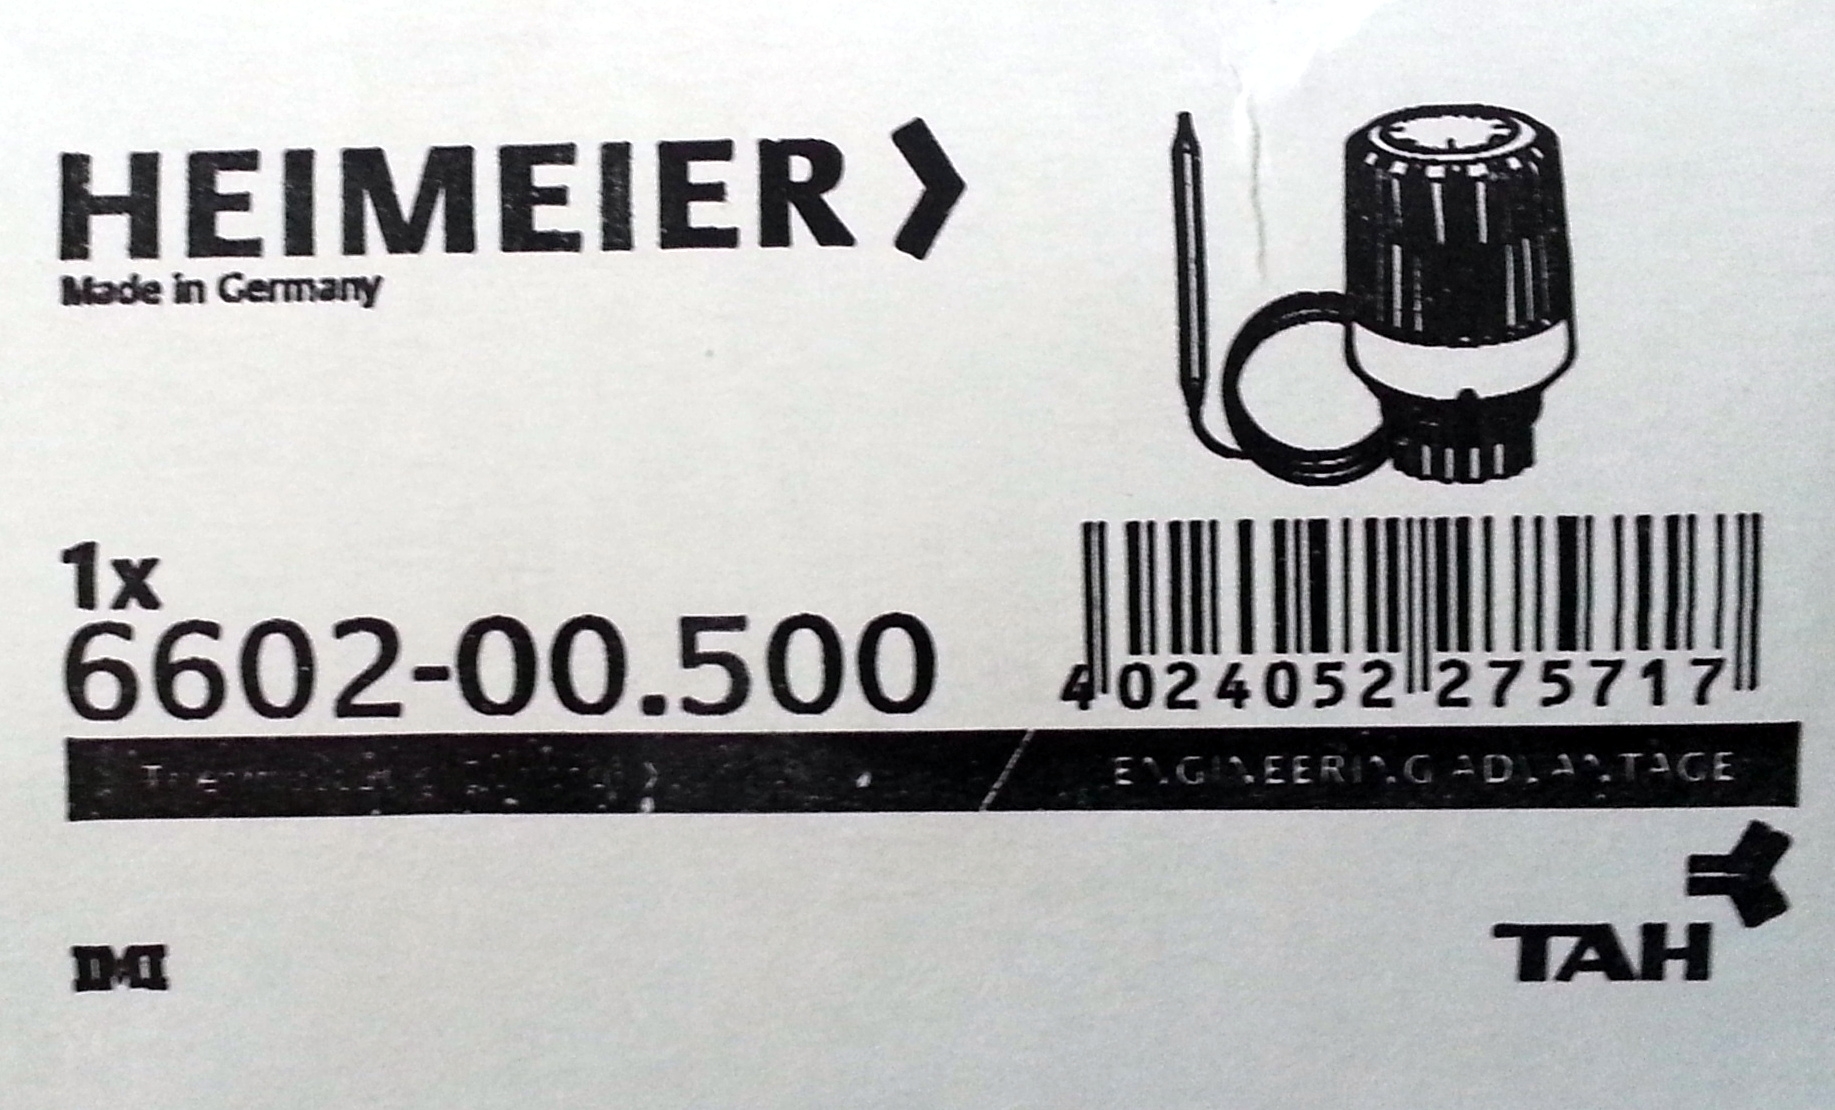 HEIMEIER
Made in Germany
1x
6602-00.500
4 024052 275717
ENGINEERING ADVANTAGE
IMI
TAH